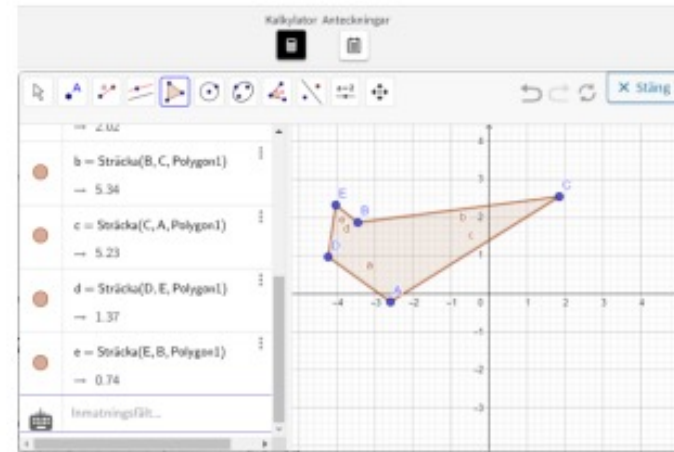 Kalkylator Anteckningar
A
a=2
× Stäng
→ 2.02
b = Sträcka(B, C, Polygon1)
→ 5.34
c = Sträcka(C, A, Polygon1)
→ 5.23
d = Sträcka(D, E, Polygon1)
→ 1.37
e = Sträcka(E, B, Polygon1)
→ 0.74
Inmatningsfält...
4
3
2
1
-1
-2
-3
-4 -3 -2 -1 0 1 2 3 4
E
B
C
D
A
e
d
b
c
a